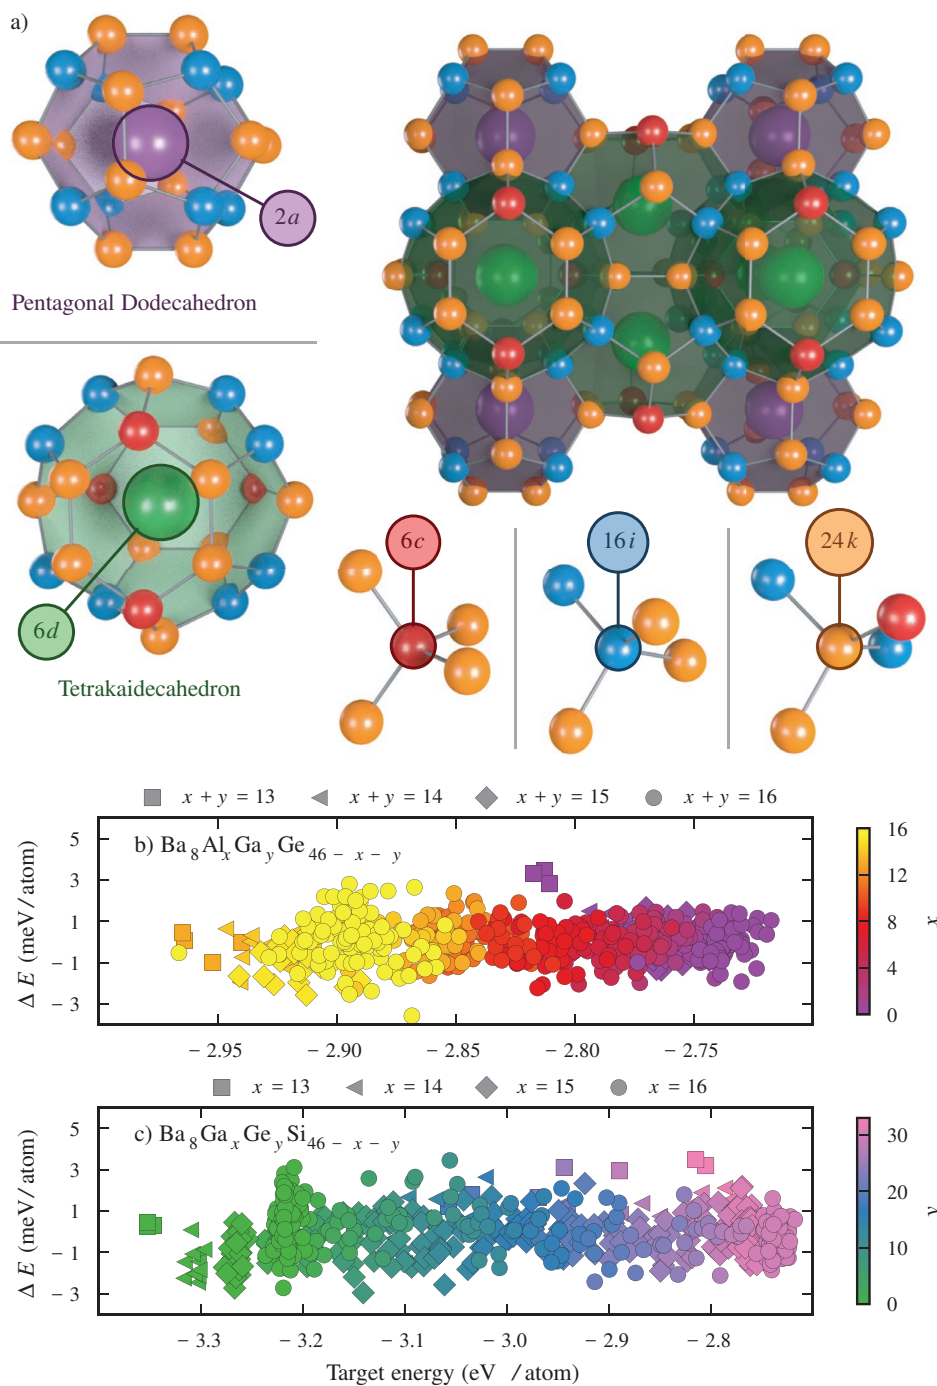 a)
2a
Pentagonal Dodecahedron
6d
Tetrakaidecahedron
6c
16i
24k
x + y = 13 x + y = 14 x + y = 15 x + y = 16
b) Ba8AlxGayGe46 − x − y
5
3
1
− 1
− 3
Δ E (meV/atom)
− 2.95 − 2.90 − 2.85 − 2.80 − 2.75
16
12
8
4
0
x
x = 13 x = 14 x = 15 x = 16
c) Ba8GaxGeySi46 − x − y
5
3
1
− 1
− 3
Δ E (meV/atom)
− 3.3 − 3.2 − 3.1 − 3.0 − 2.9 − 2.8
Target energy (eV /atom)
30
20
10
0
y